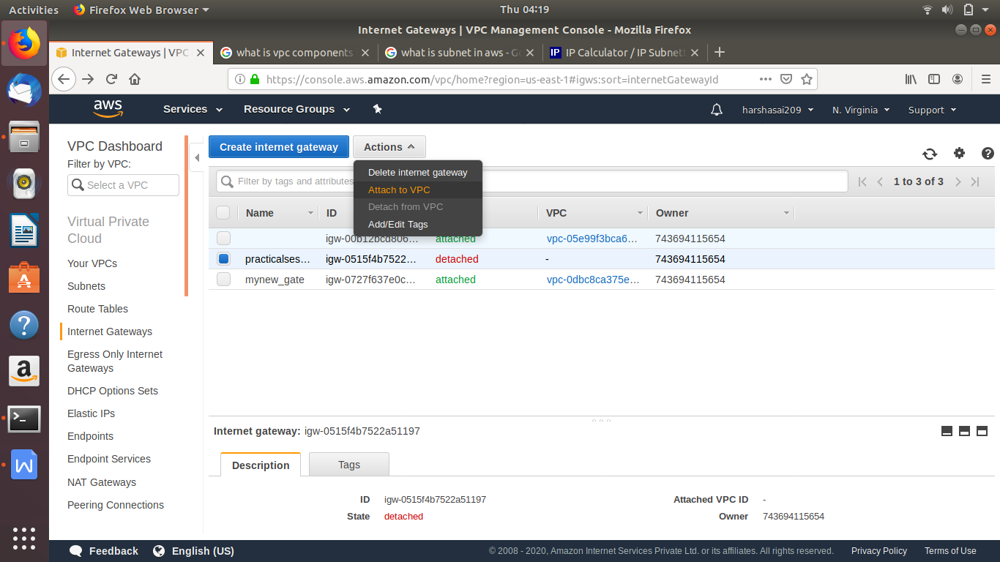 Activities Firefox Web Browser Thu 04:19
Internet Gateways | VPC Management Console - Mozilla Firefox
Internet Gateways | VPC what is vpc components what is subnet in aws - Go IP Calculator / IP Subnett
https://console.aws.amazon.com/vpc/home?region=us-east-1#igws:sort=internetGatewayId
aws Services Resource Groups harshasai209 N. Virginia Support
VPC Dashboard
Filter by VPC:
Select a VPC
Virtual Private
Cloud
Your VPCs
Subnets
Route Tables
Internet Gateways
Egress Only Internet
Gateways
DHCP Options Sets
Elastic IPs
Endpoints
Endpoint Services
NAT Gateways
Peering Connections
Create internet gateway Actions
Delete internet gateway
Attach to VPC
Detach from VPC
Add/Edit Tags
Filter by tags and attributes 1 to 3 of 3
Name ID VPC Owner
igw-00b12bcd806… attached vpc-05e99f3bca6… 743694115654
practicalses… igw-0515f4b7522… detached - 743694115654
mynew_gate igw-0727f637e0c… attached vpc-0dbc8ca375e… 743694115654
Internet gateway: igw-0515f4b7522a51197
Description Tags
ID igw-0515f4b7522a51197 Attached VPC ID -
State detached Owner 743694115654
Feedback English (US) © 2008 - 2020, Amazon Internet Services Private Ltd. or its affiliates. All rights reserved. Privacy Policy Terms of Use